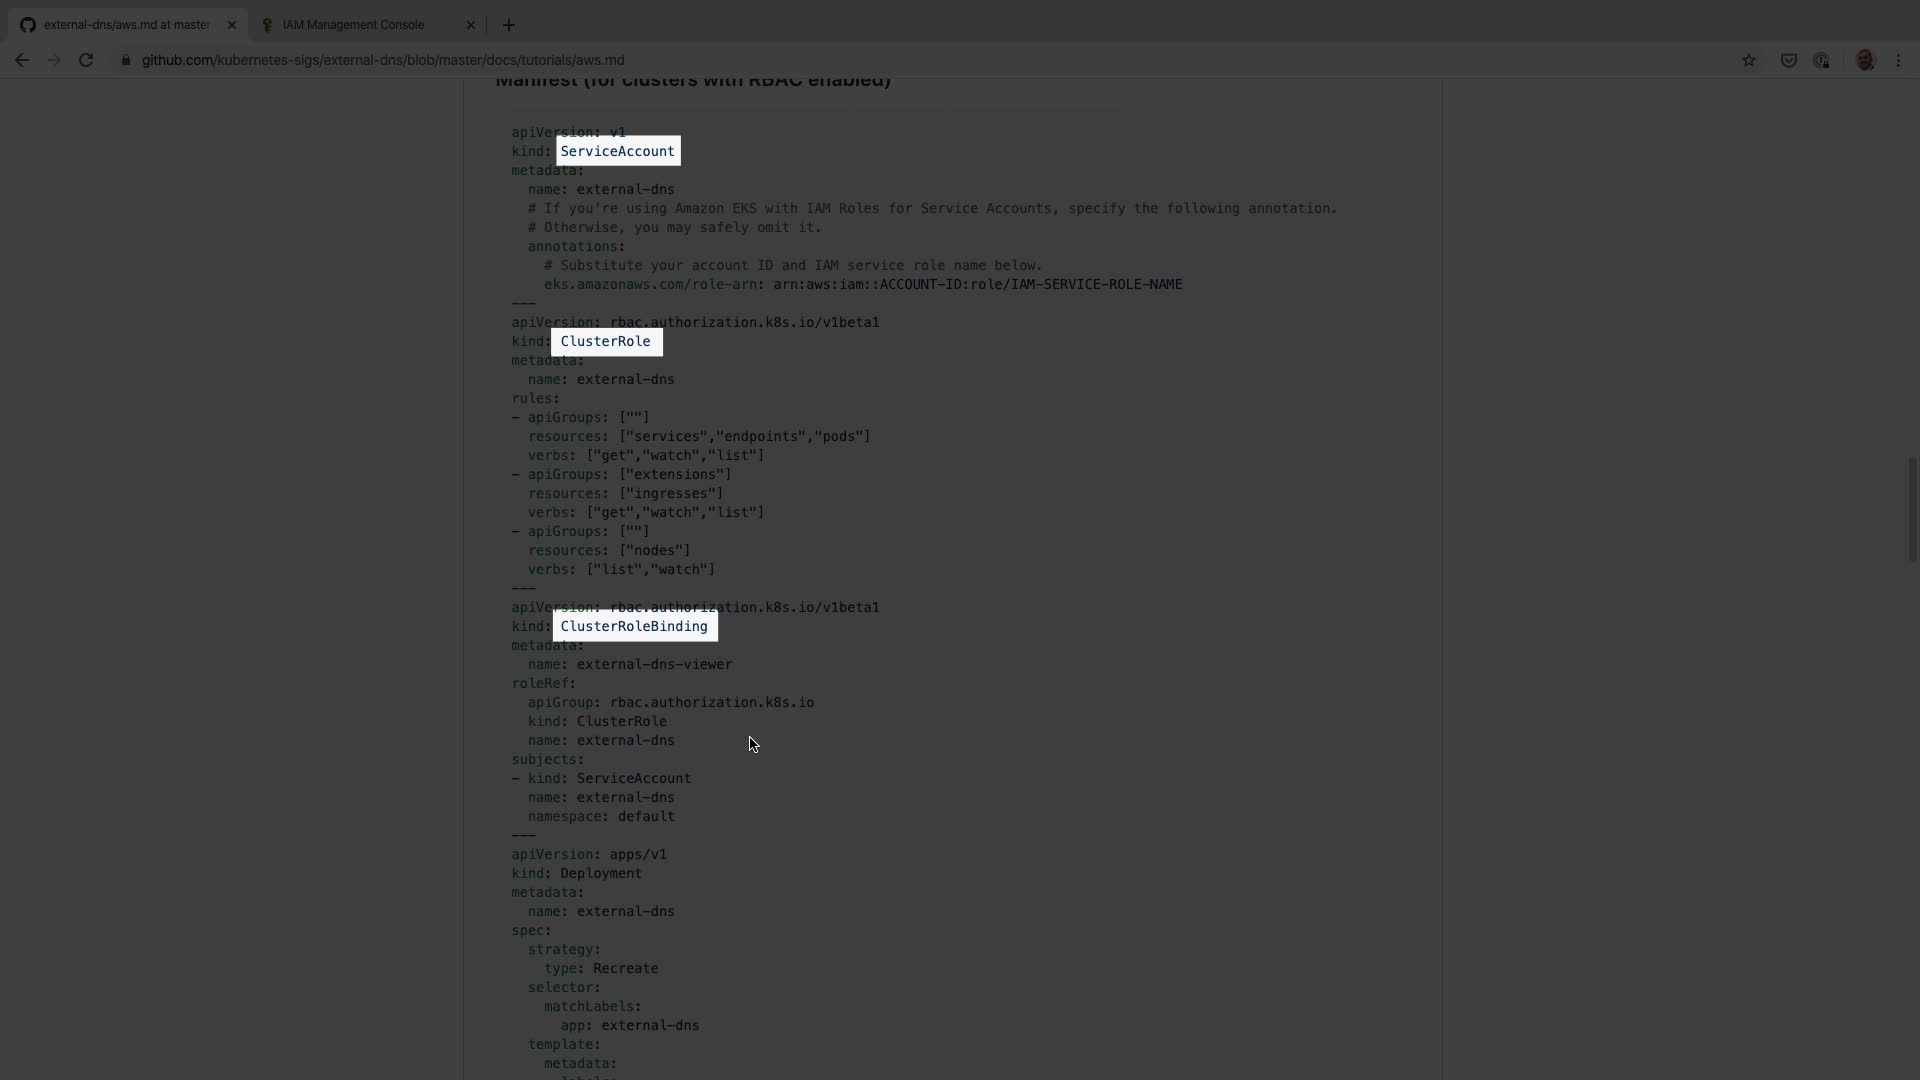 external-dns/aws.md at master
IAM Management Console
github.com/kubernetes-sigs/external-dns/blob/master/docs/tutorials/aws.md
Manifest (for clusters with RBAC enabled)
apiVersion: v1
kind: ServiceAccount
metadata:
  name: external-dns
  # If you're using Amazon EKS with IAM Roles for Service Accounts, specify the following annotation.
  # Otherwise, you may safely omit it.
  annotations:
    # Substitute your account ID and IAM service role name below.
    eks.amazonaws.com/role-arn: arn:aws:iam::ACCOUNT-ID:role/IAM-SERVICE-ROLE-NAME
---
apiVersion: rbac.authorization.k8s.io/v1beta1
kind: ClusterRole
metadata:
  name: external-dns
rules:
- apiGroups: [""]
  resources: ["services","endpoints","pods"]
  verbs: ["get","watch","list"]
- apiGroups: ["extensions"]
  resources: ["ingresses"]
  verbs: ["get","watch","list"]
- apiGroups: [""]
  resources: ["nodes"]
  verbs: ["list","watch"]
---
apiVersion: rbac.authorization.k8s.io/v1beta1
kind: ClusterRoleBinding
metadata:
  name: external-dns-viewer
roleRef:
  apiGroup: rbac.authorization.k8s.io
  kind: ClusterRole
  name: external-dns
subjects:
- kind: ServiceAccount
  name: external-dns
  namespace: default
---
apiVersion: apps/v1
kind: Deployment
metadata:
  name: external-dns
spec:
  strategy:
    type: Recreate
  selector:
    matchLabels:
      app: external-dns
  template:
    metadata: